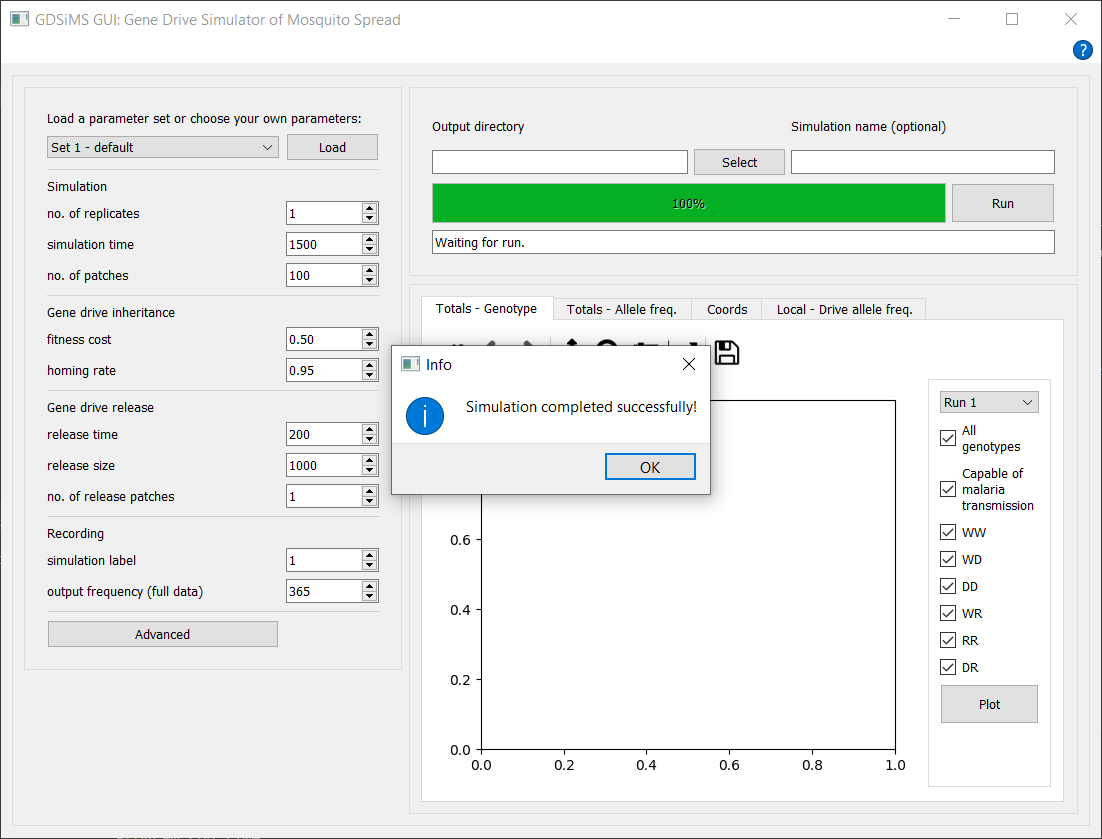 GDSiMS GUI: Gene Drive Simulator of Mosquito Spread
?
Load a parameter set or choose your own parameters:
Set 1 - default
Load
Simulation
no. of replicates
1
simulation time
1500
no. of patches
100
Gene drive inheritance
fitness cost
0.50
homing rate
0.95
Gene drive release
release time
200
release size
1000
no. of release patches
1
Recording
simulation label
1
output frequency (full data)
365
Advanced
Output directory
Simulation name (optional)
Select
100%
Run
Waiting for run.
Totals - Genotype
Totals - Allele freq.
Coords
Local - Drive allele freq.
Info
Simulation completed successfully!
OK
0.6
0.4
0.2
0.0
0.0
0.2
0.4
0.6
0.8
1.0
Run 1
All
genotypes
Capable of
malaria
transmission
WW
WD
DD
WR
RR
DR
Plot